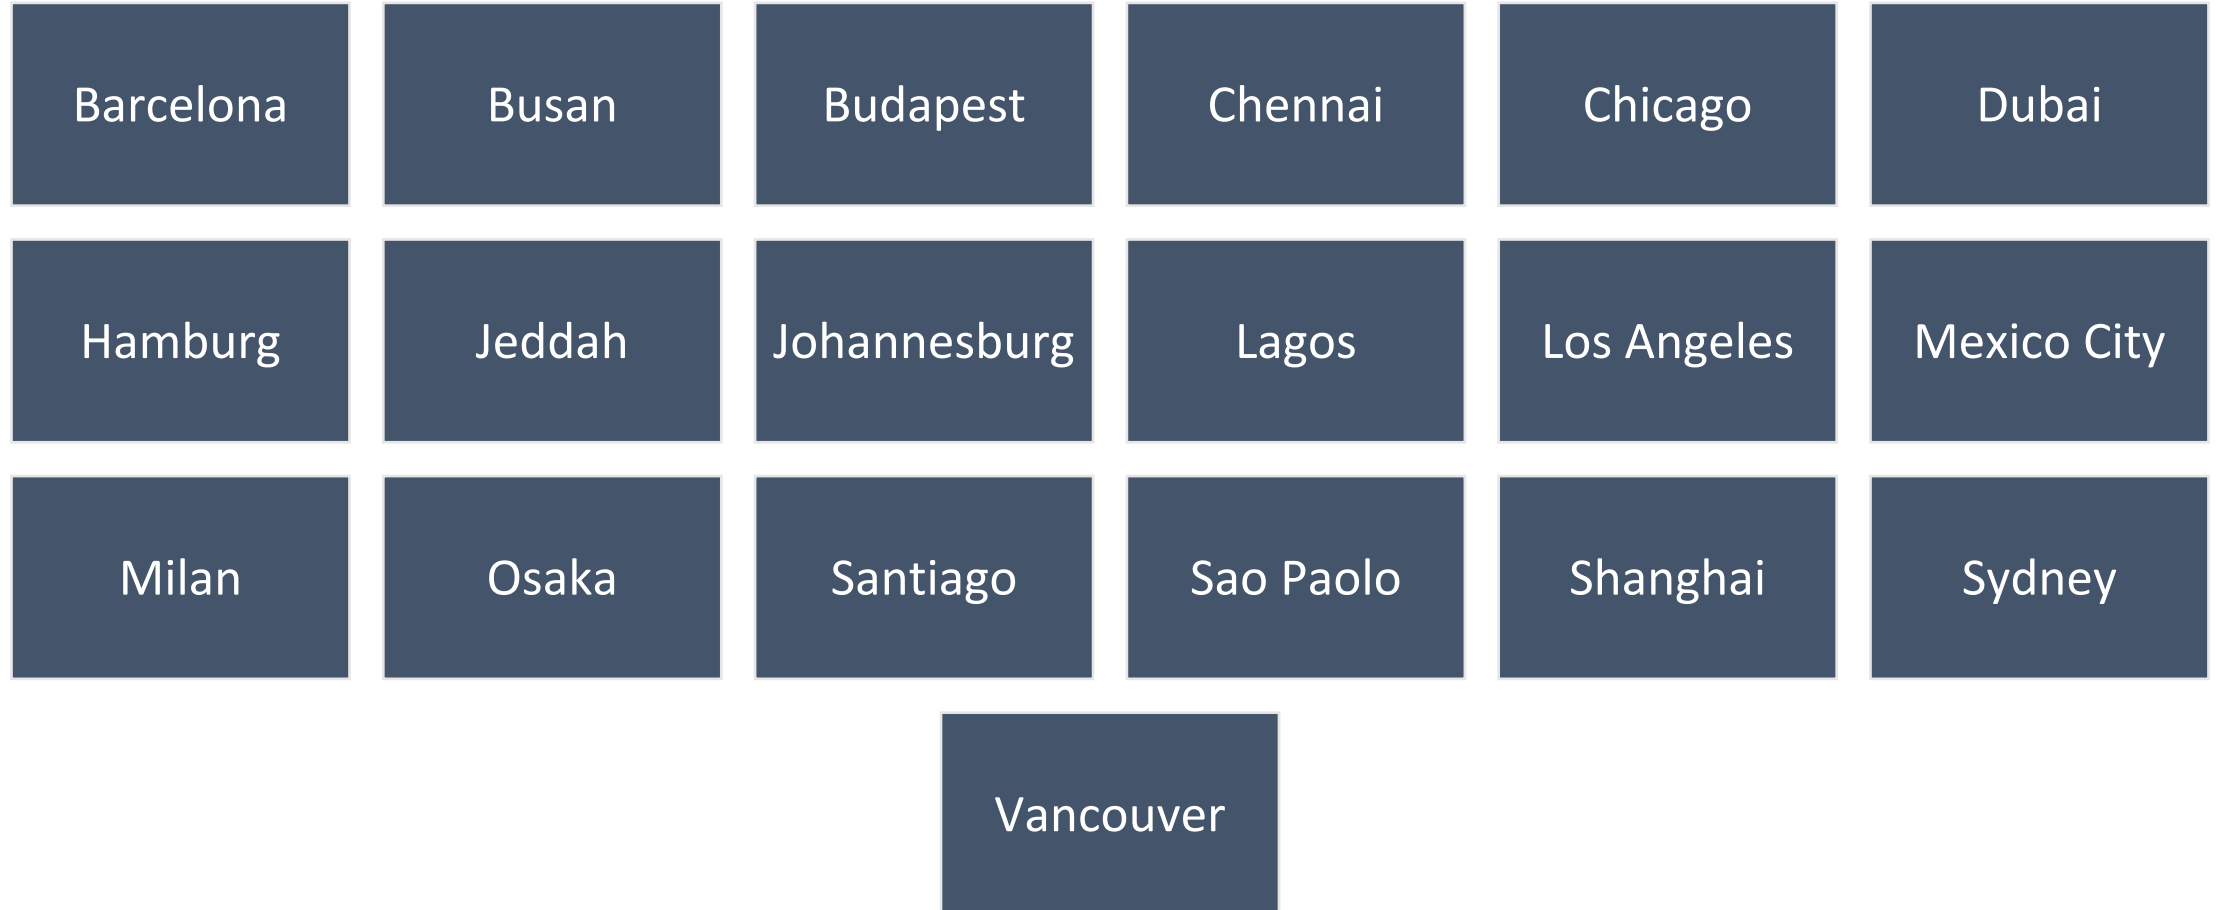 Barcelona
Busan
Budapest
Chennai
Chicago
Dubai
Hamburg
Jeddah
Johannesburg
Lagos
Los Angeles
Mexico City
Milan
Osaka
Santiago
Sao Paolo
Shanghai
Sydney
Vancouver